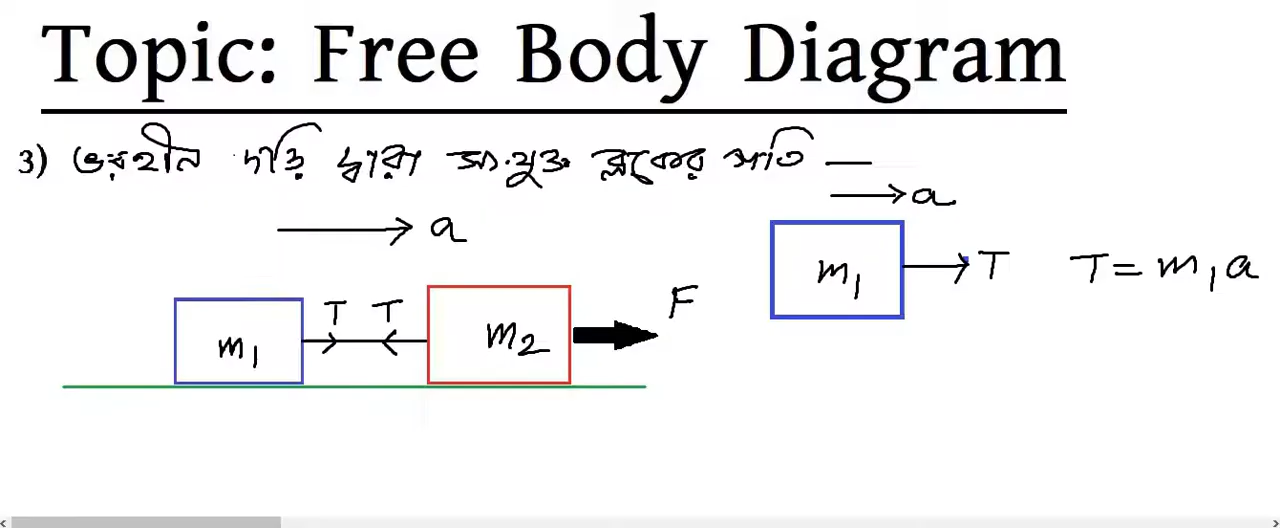 Topic: Free Body Diagram
3) ভরহীন দড়ি দ্বারা সংযুক্ত ব্লকের গতি —
a
a
m1
T
T = m1a
F
T T
m1
m2